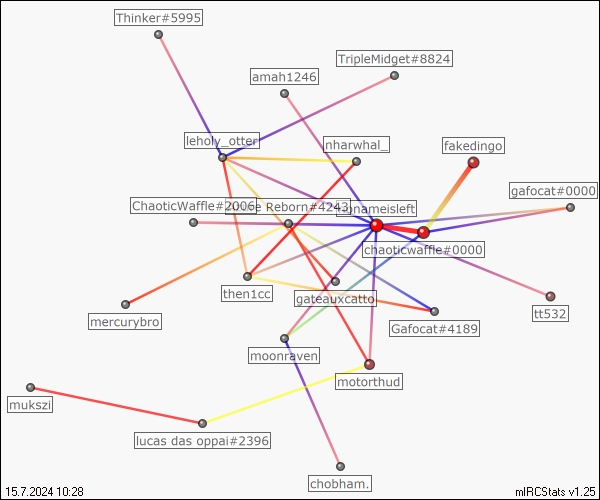 Thinker#5995
TripleMidget#8824
amah1246
leholy_otter
nharwhal_
fakedingo
gafocat#0000
ChaoticWaffle#2006
Reborn#4243
nameisleft
chaoticwaffle#0000
then1cc
gateauxcatto
tt532
mercurybro
Gafocat#4189
moonraven
motorthud
mukszi
lucas das oppai#2396
chobham.
15.7.2024 10:28
mIRCStats v1.25